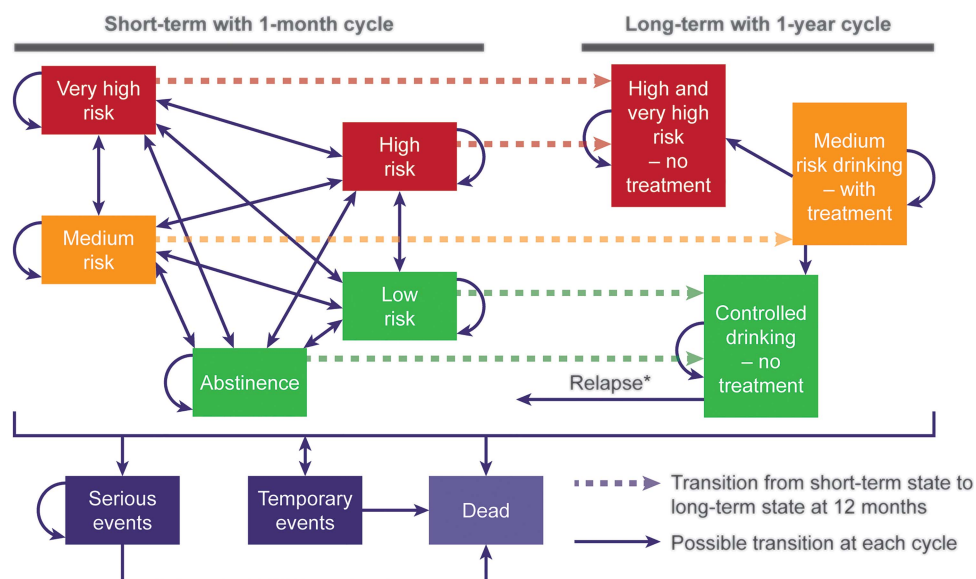 Short-term with 1-month cycle
Long-term with 1-year cycle
Very high
risk
High
risk
Medium
risk
Low
risk
Abstinence
High and
very high
risk
– no
treatment
Medium
risk drinking
– with
treatment
Controlled
drinking
– no
treatment
Relapse*
Serious
events
Temporary
events
Dead
Transition from short-term state to
long-term state at 12 months
Possible transition at each cycle